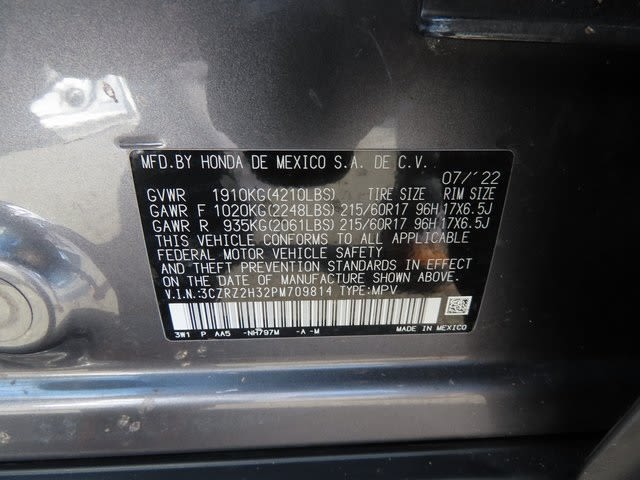 MFD.BY HONDA DE MEXICO S.A. DE C.V.
07/'22
GVWR 1910KG(4210LBS) TIRE SIZE RIM SIZE
GAWR F 1020KG(2248LBS) 215/60R17 96H 17X6.5J
GAWR R 935KG(2061LBS) 215/60R17 96H 17X6.5J
THIS VEHICLE CONFORMS TO ALL APPLICABLE
FEDERAL MOTOR VEHICLE SAFETY
AND THEFT PREVENTION STANDARDS IN EFFECT
ON THE DATE OF MANUFACTURE SHOWN ABOVE.
V.I.N.:3CZRZ2H32PM709814 TYPE:MPV
3W1 P AA5 -NH797M -A -M MADE IN MEXICO